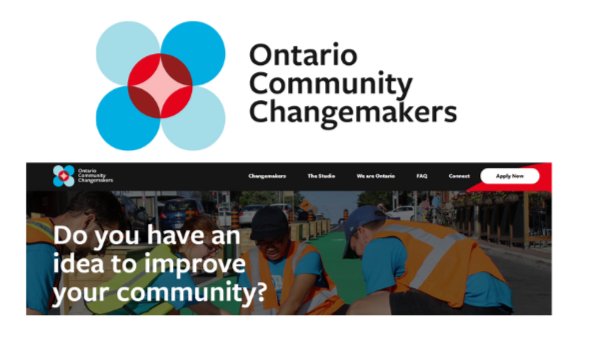 Ontario
Community
Changemakers
Ontario
Community
Changemakers
Changemakers The Studio We are Ontario FAQ Connect Apply Now
Do you have an
idea to improve
your community?